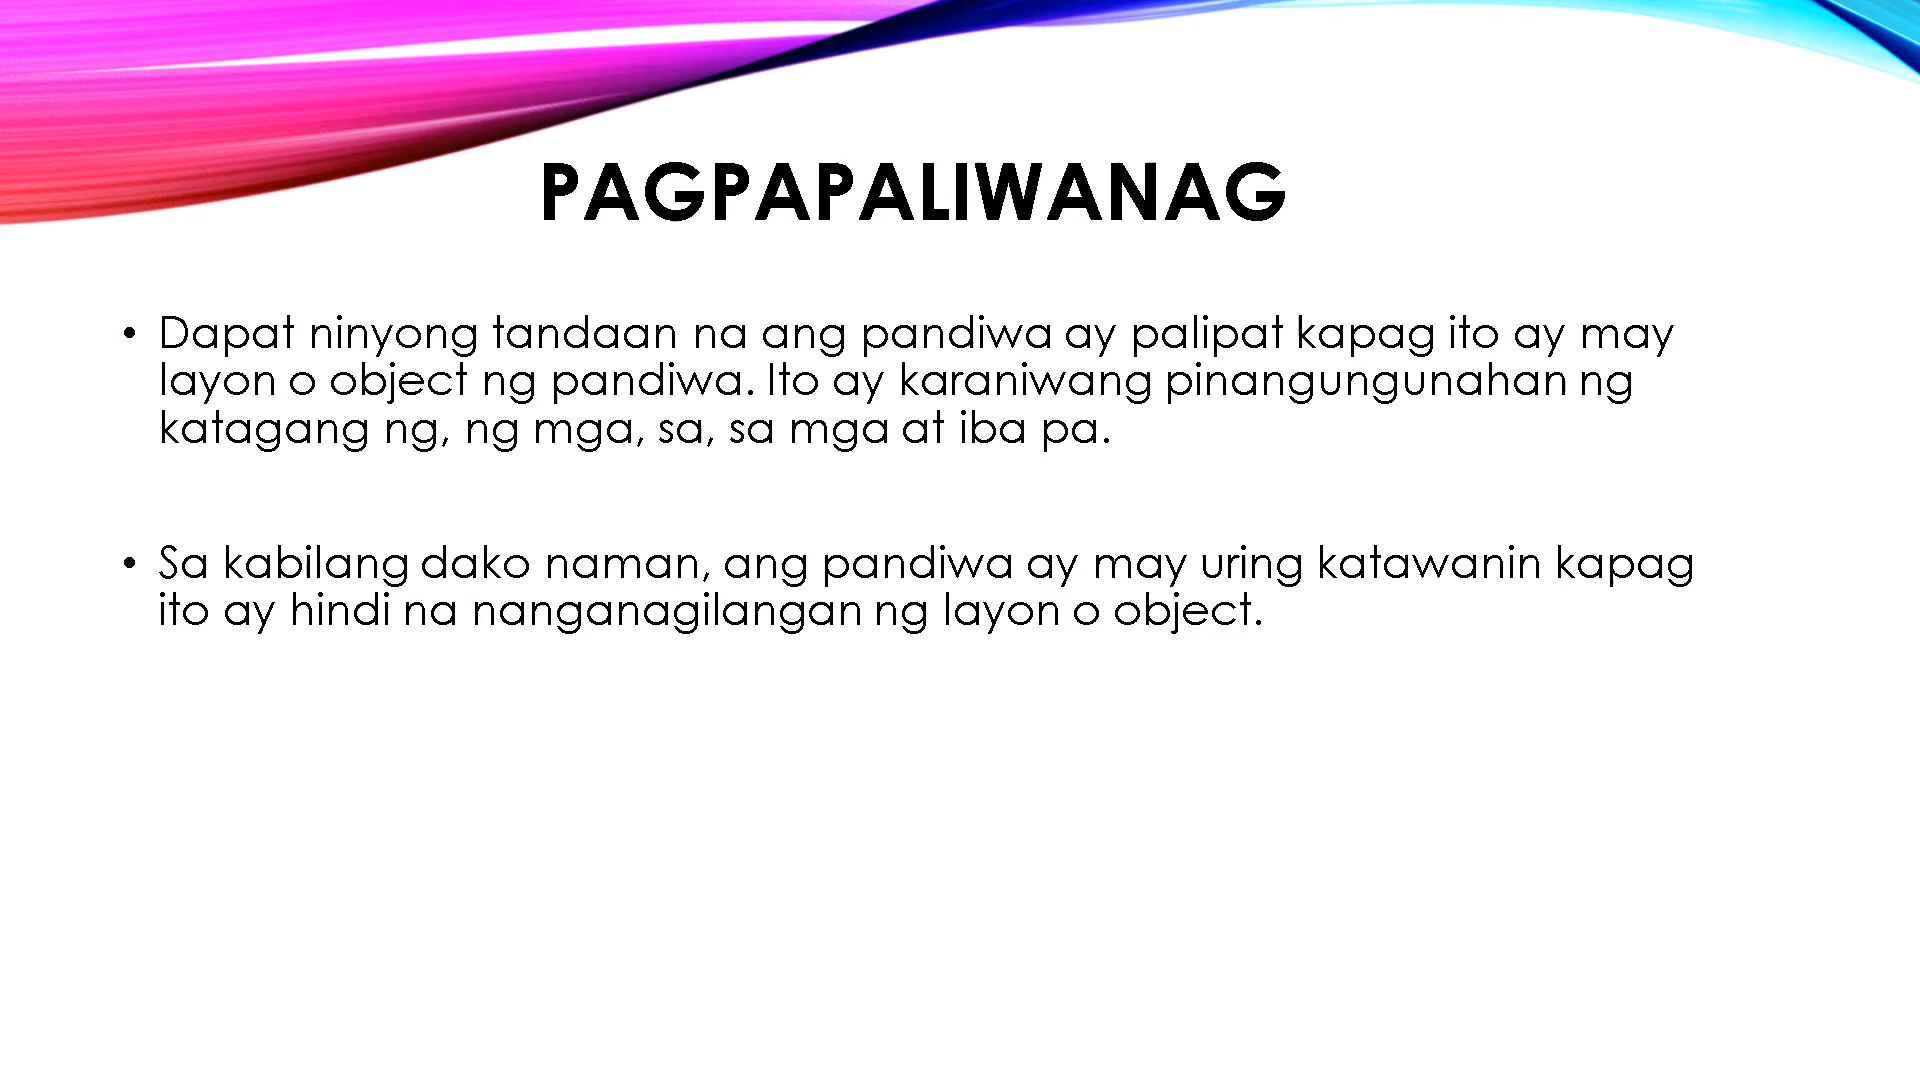 PAGPAPALIWANAG
• Dapat ninyong tandaan na ang pandiwa ay palipat kapag ito ay may
layon o object ng pandiwa. Ito ay karaniwang pinangungunahan ng
katagang ng, ng mga, sa, sa mga at iba pa.
• Sa kabilang dako naman, ang pandiwa ay may uring katawanin kapag
ito ay hindi na nanganagilangan ng layon o object.